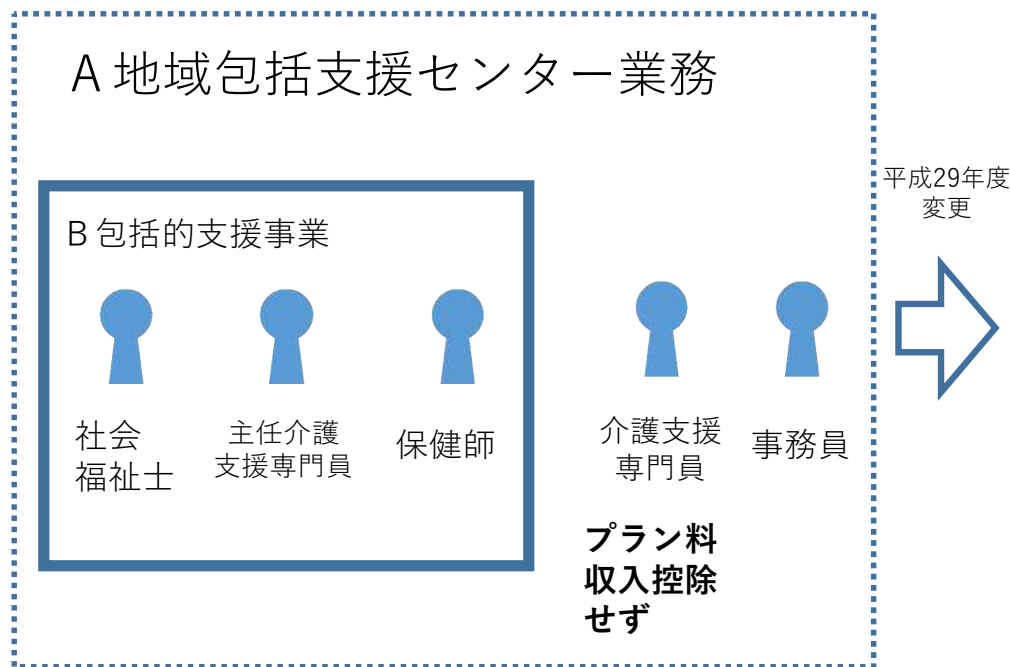 A地域包括支援センター業務
平成29年度
変更
B包括的支援事業
社会
福祉士
主任介護
支援専門員
保健師
介護支援
専門員
事務員
プラン料
収入控除
せず